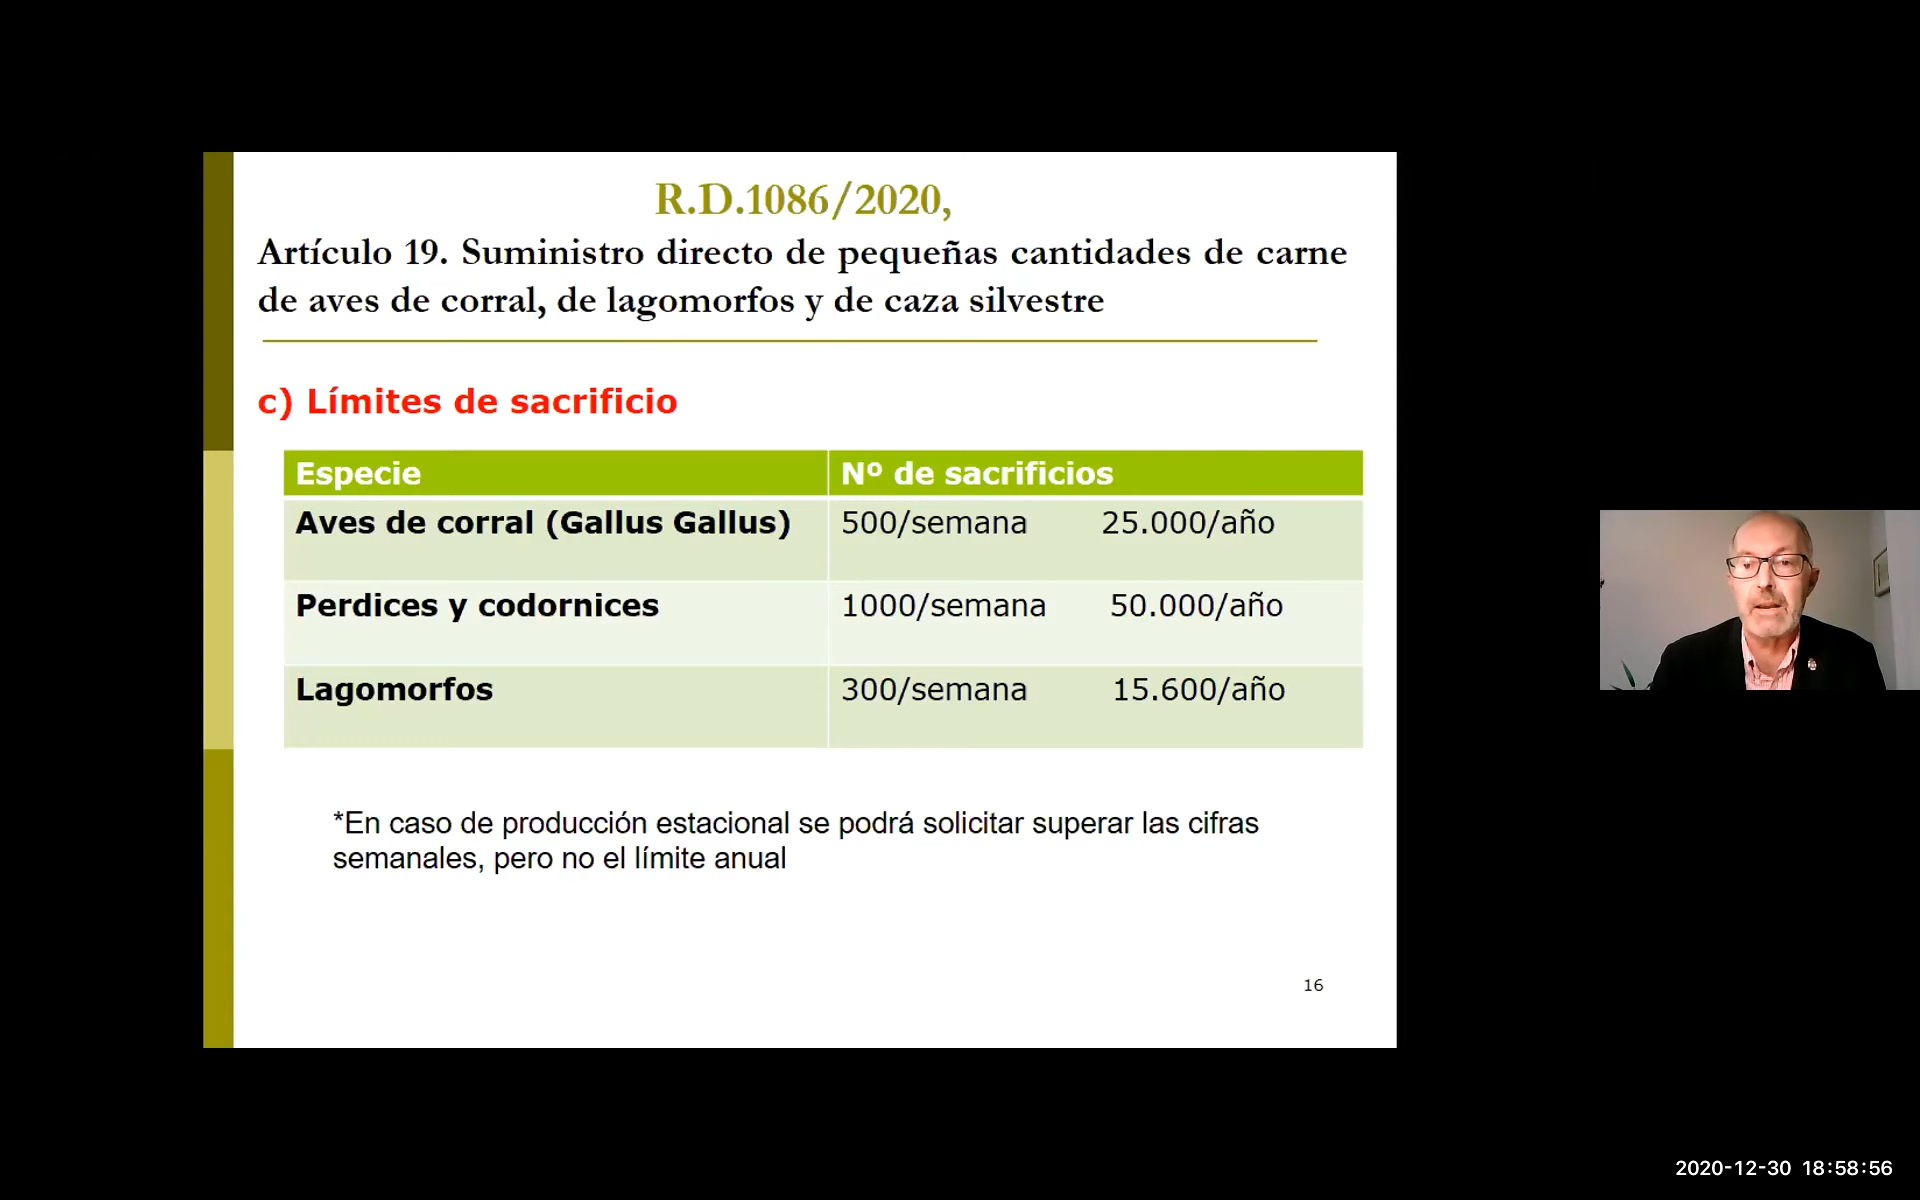 R.D.1086/2020,
Artículo 19. Suministro directo de pequeñas cantidades de carne
de aves de corral, de lagomorfos y de caza silvestre
c) Límites de sacrificio
Especie Nº de sacrificios
Aves de corral (Gallus Gallus) 500/semana 25.000/año
Perdices y codornices 1000/semana 50.000/año
Lagomorfos 300/semana 15.600/año
*En caso de producción estacional se podrá solicitar superar las cifras
semanales, pero no el límite anual
16
2020-12-30 18:58:56